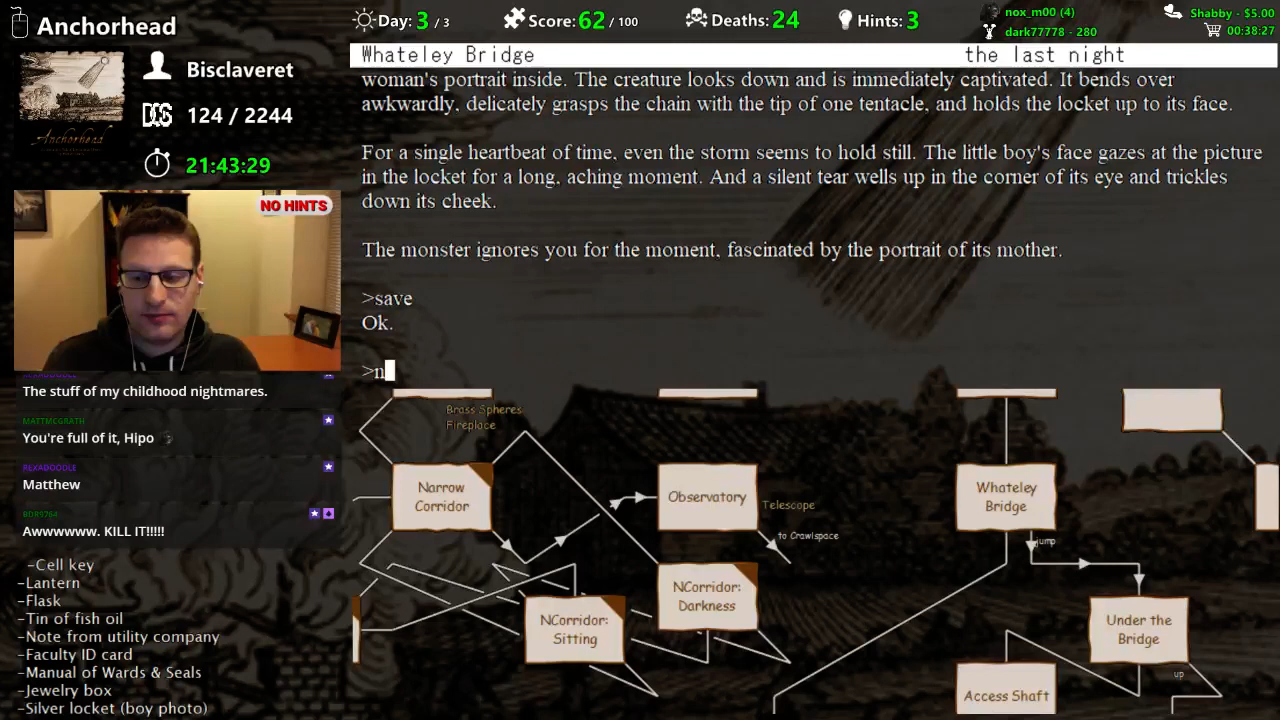 Anchorhead
Day: 3 / 3
Score: 62 / 100
Deaths: 24
Hints: 3
nox_m00 (4)
dark77778 - 280
Shabby - $5.00
00:38:27
Anchorhead
Bisclaveret
DGS 124 / 2244
21:43:29
NO HINTS
The stuff of my childhood nightmares.
MATTMCGRATH
You're full of it, Hipo
REXADOODLE
Matthew
BDR9764
Awwwwww. KILL IT!!!!!
-Cell key
-Lantern
-Flask
-Tin of fish oil
-Note from utility company
-Faculty ID card
-Manual of Wards & Seals
-Jewelry box
-Silver locket (boy photo)
Whateley Bridge the last night
woman's portrait inside. The creature looks down and is immediately captivated. It bends over
awkwardly, delicately grasps the chain with the tip of one tentacle, and holds the locket up to its face.
For a single heartbeat of time, even the storm seems to hold still. The little boy's face gazes at the picture
in the locket for a long, aching moment. And a silent tear wells up in the corner of its eye and trickles
down its cheek.
The monster ignores you for the moment, fascinated by the portrait of its mother.
>save
Ok.
>n
Brass Spheres
Fireplace
Narrow
Corridor
Observatory
Telescope
to Crawlspace
Whateley
Bridge
jump
NCorridor:
Darkness
NCorridor:
Sitting
Under the
Bridge
up
Access Shaft